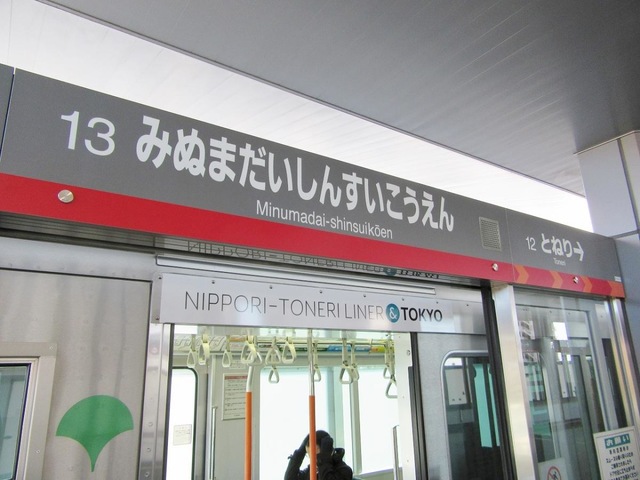 13 みぬまだいしんすいこうえん
Minumadai-shinsuikōen
12 とねり→
Toneri
NIPPORI-TONERI LINER & TOKYO